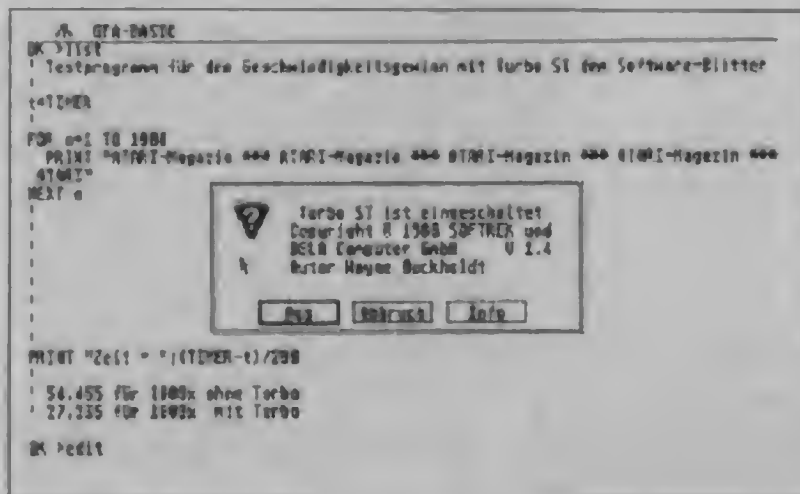 GFA-BASIC
OK >list
' Testprogramm für den Geschwindigkeitsgewinn mit Turbo ST dem Software-Blitter
'
t=TIMER
'
FOR n=1 TO 1000
PRINT "ATARI-Magazin *** ATARI-Magazin *** ATARI-Magazin *** ATARI-Magazin ***
ATARI"
NEXT n
Turbo ST ist eingeschaltet
Copyright © 1988 SOFTREK und
BELA Computer GmbH V 1.4
Autor Wayne Buckholdt
Aus Abbruch Info
PRINT "Zeit = ";(TIMER-t)/200
'
' 54.455 für 1000x ohne Turbo
' 27.335 für 1000x mit Turbo
OK >edit